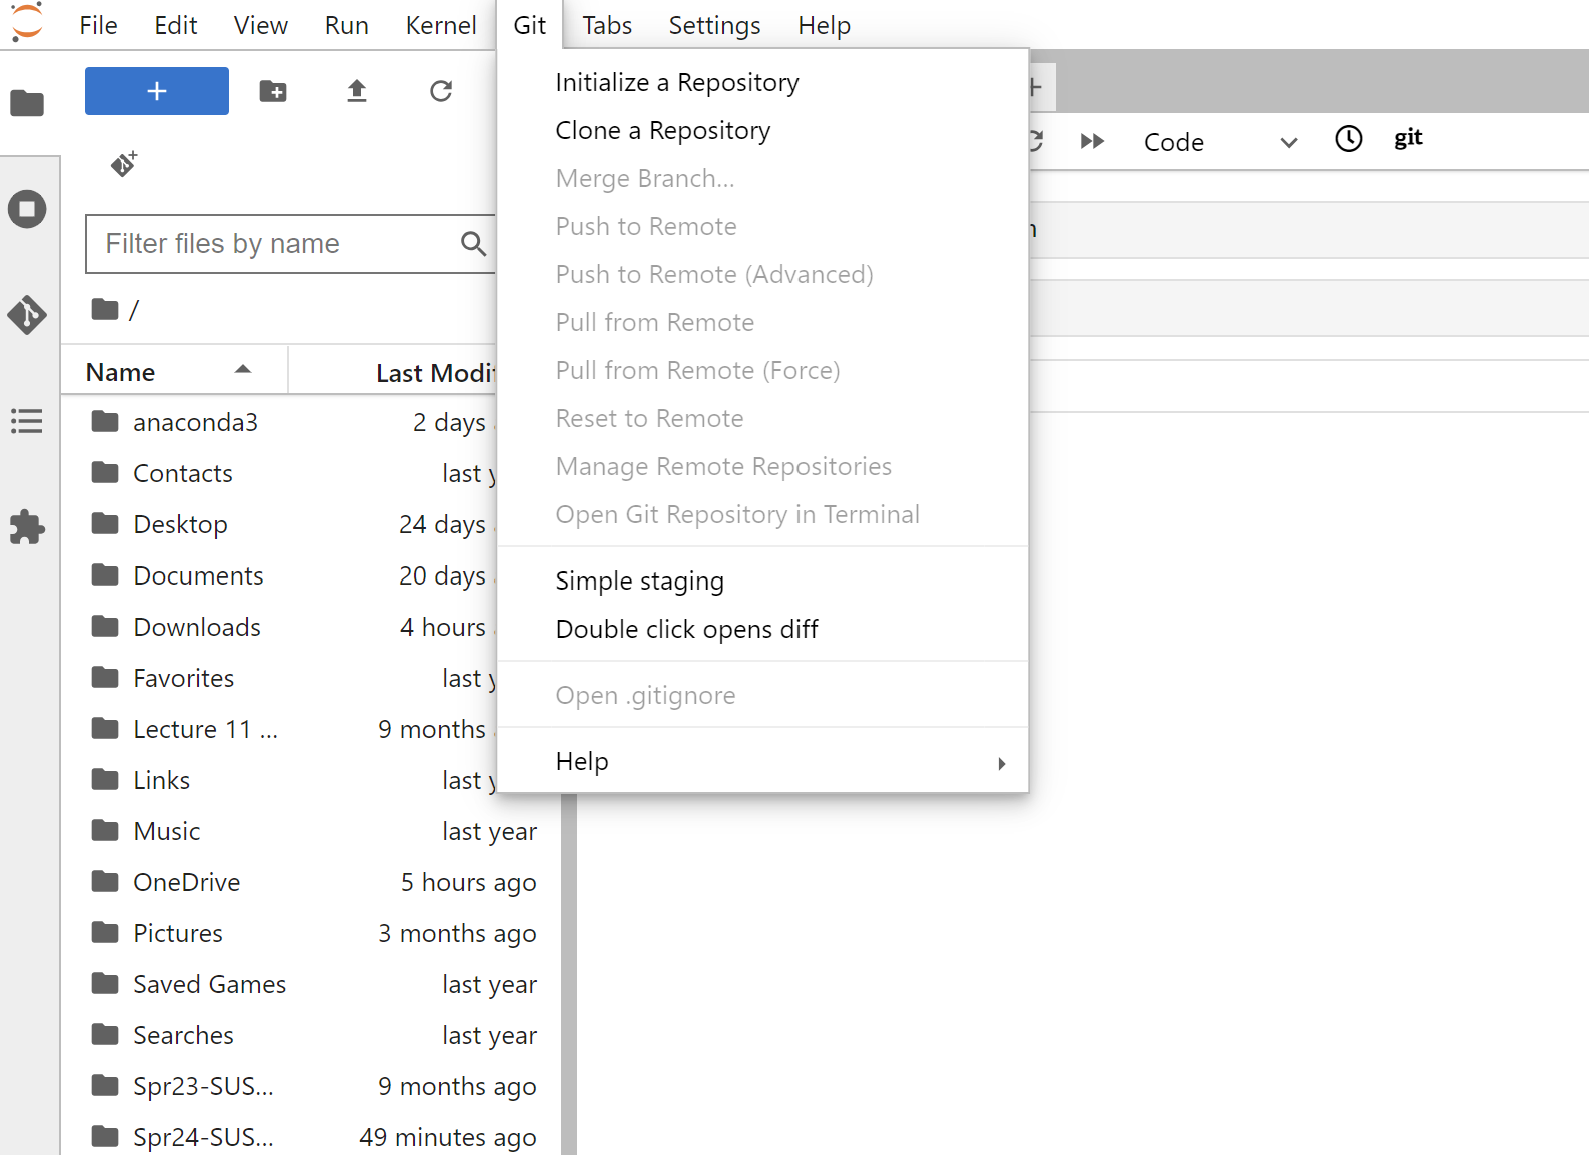 File Edit View Run Kernel Git Tabs Settings Help
Initialize a Repository
Clone a Repository
Merge Branch...
Push to Remote
Push to Remote (Advanced)
Pull from Remote
Pull from Remote (Force)
Reset to Remote
Manage Remote Repositories
Open Git Repository in Terminal
Simple staging
Double click opens diff
Open .gitignore
Help
Code
git
Filter files by name
/
Name Last Modif
anaconda3 2 days
Contacts last y
Desktop 24 days
Documents 20 days
Downloads 4 hours
Favorites last y
Lecture 11 ... 9 months
Links last y
Music last year
OneDrive 5 hours ago
Pictures 3 months ago
Saved Games last year
Searches last year
Spr23-SUS... 9 months ago
Spr24-SUS... 49 minutes ago